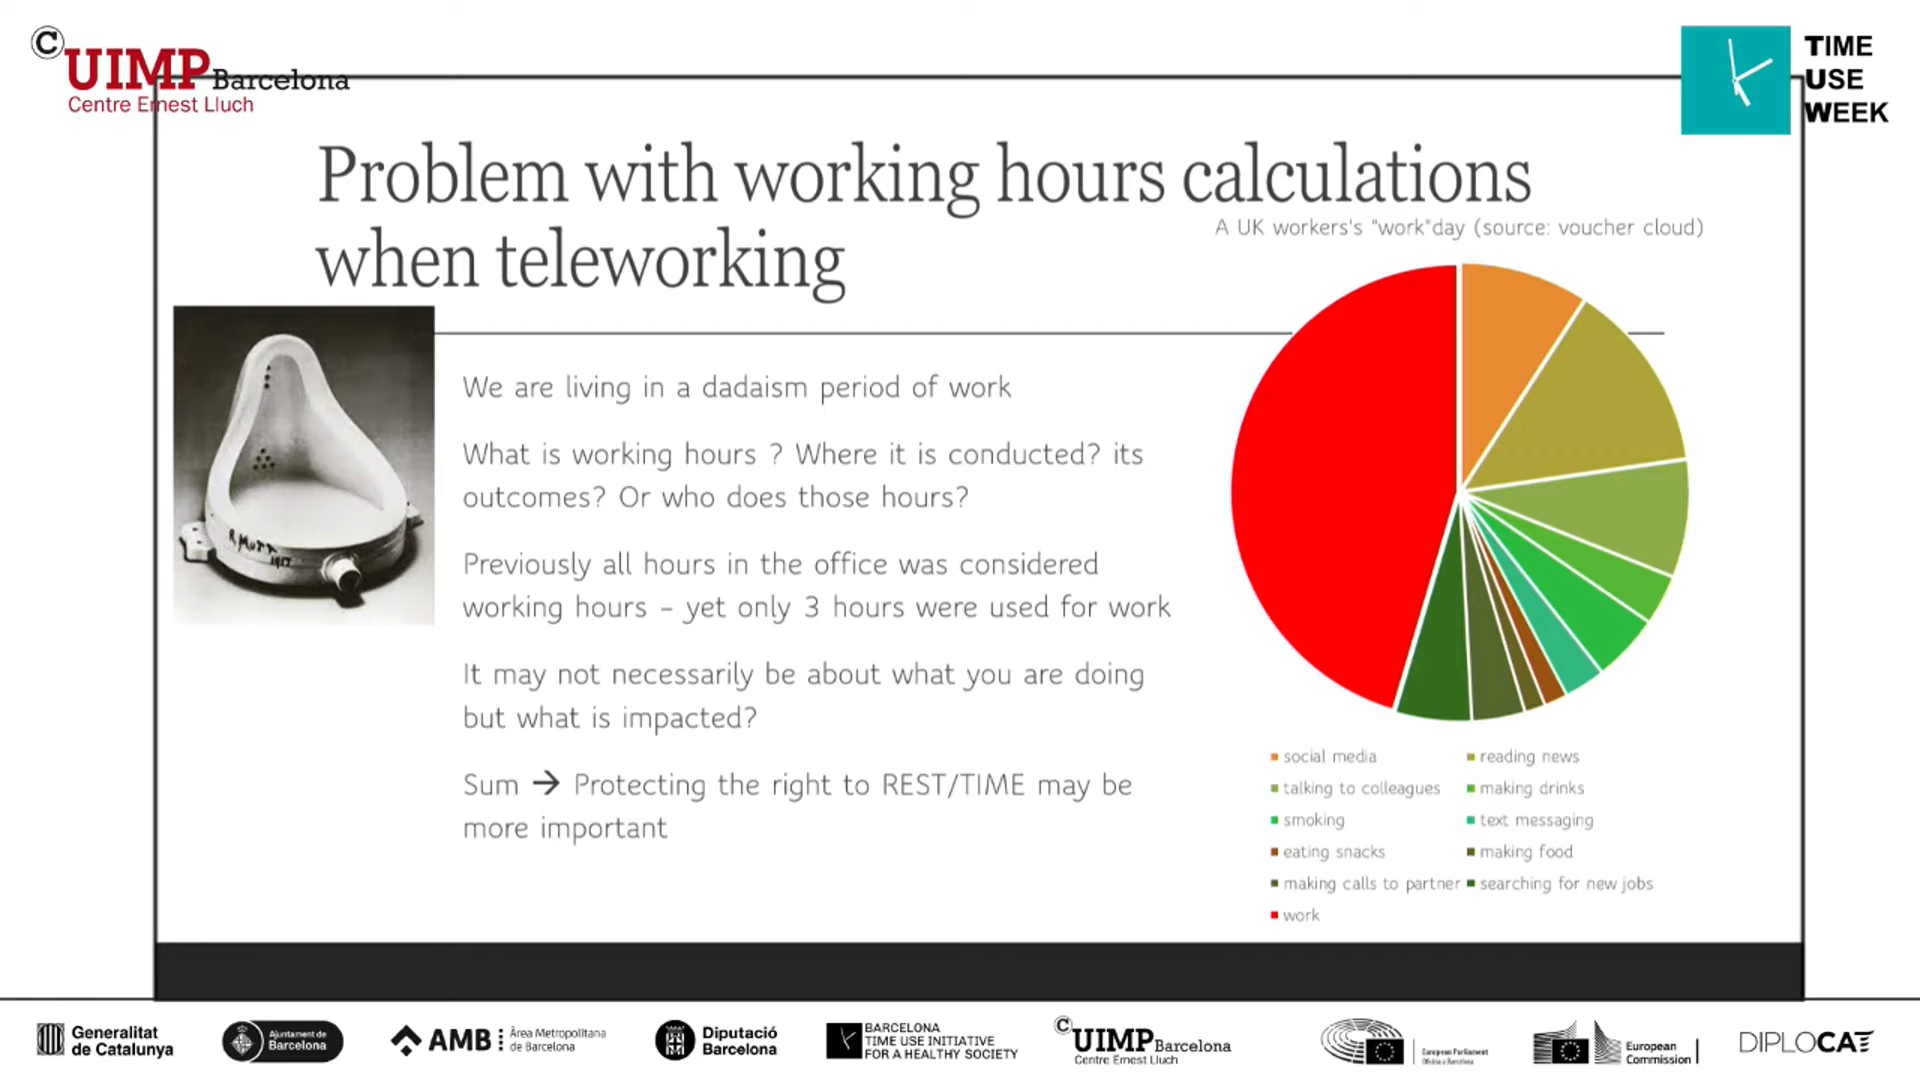 ©UIMP Barcelona
Centre Ernest Lluch
TIME
USE
WEEK
Problem with working hours calculations
when teleworking
A UK workers's "work"day (source: voucher cloud)
R. MUTT
1917
We are living in a dadaism period of work
What is working hours ? Where it is conducted? its
outcomes? Or who does those hours?
Previously all hours in the office was considered
working hours – yet only 3 hours were used for work
It may not necessarily be about what you are doing
but what is impacted?
Sum → Protecting the right to REST/TIME may be
more important
social media
reading news
talking to colleagues
making drinks
smoking
text messaging
eating snacks
making food
making calls to partner
searching for new jobs
work
Generalitat
de Catalunya
Ajuntament de
Barcelona
AMB
Àrea Metropolitana
de Barcelona
Diputació
Barcelona
BARCELONA
TIME USE INITIATIVE
FOR A HEALTHY SOCIETY
©UIMP Barcelona
Centre Ernest Lluch
European Parliament
Oficina a Barcelona
European
Commission
DIPLOCAT